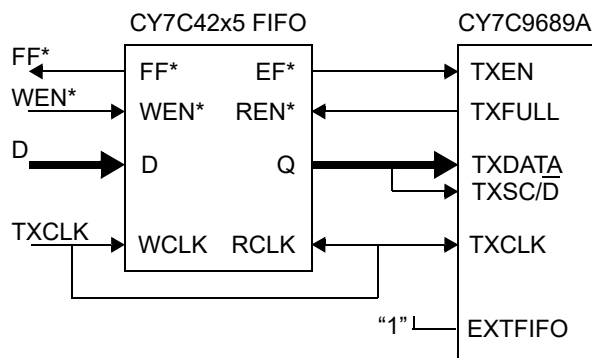 CY7C42x5 FIFO CY7C9689A
FF* FF* EF* TXEN
WEN* WEN* REN* TXFULL
D D Q TXDATA
TXSC/D̅
TXCLK WCLK RCLK TXCLK
“1” EXTFIFO